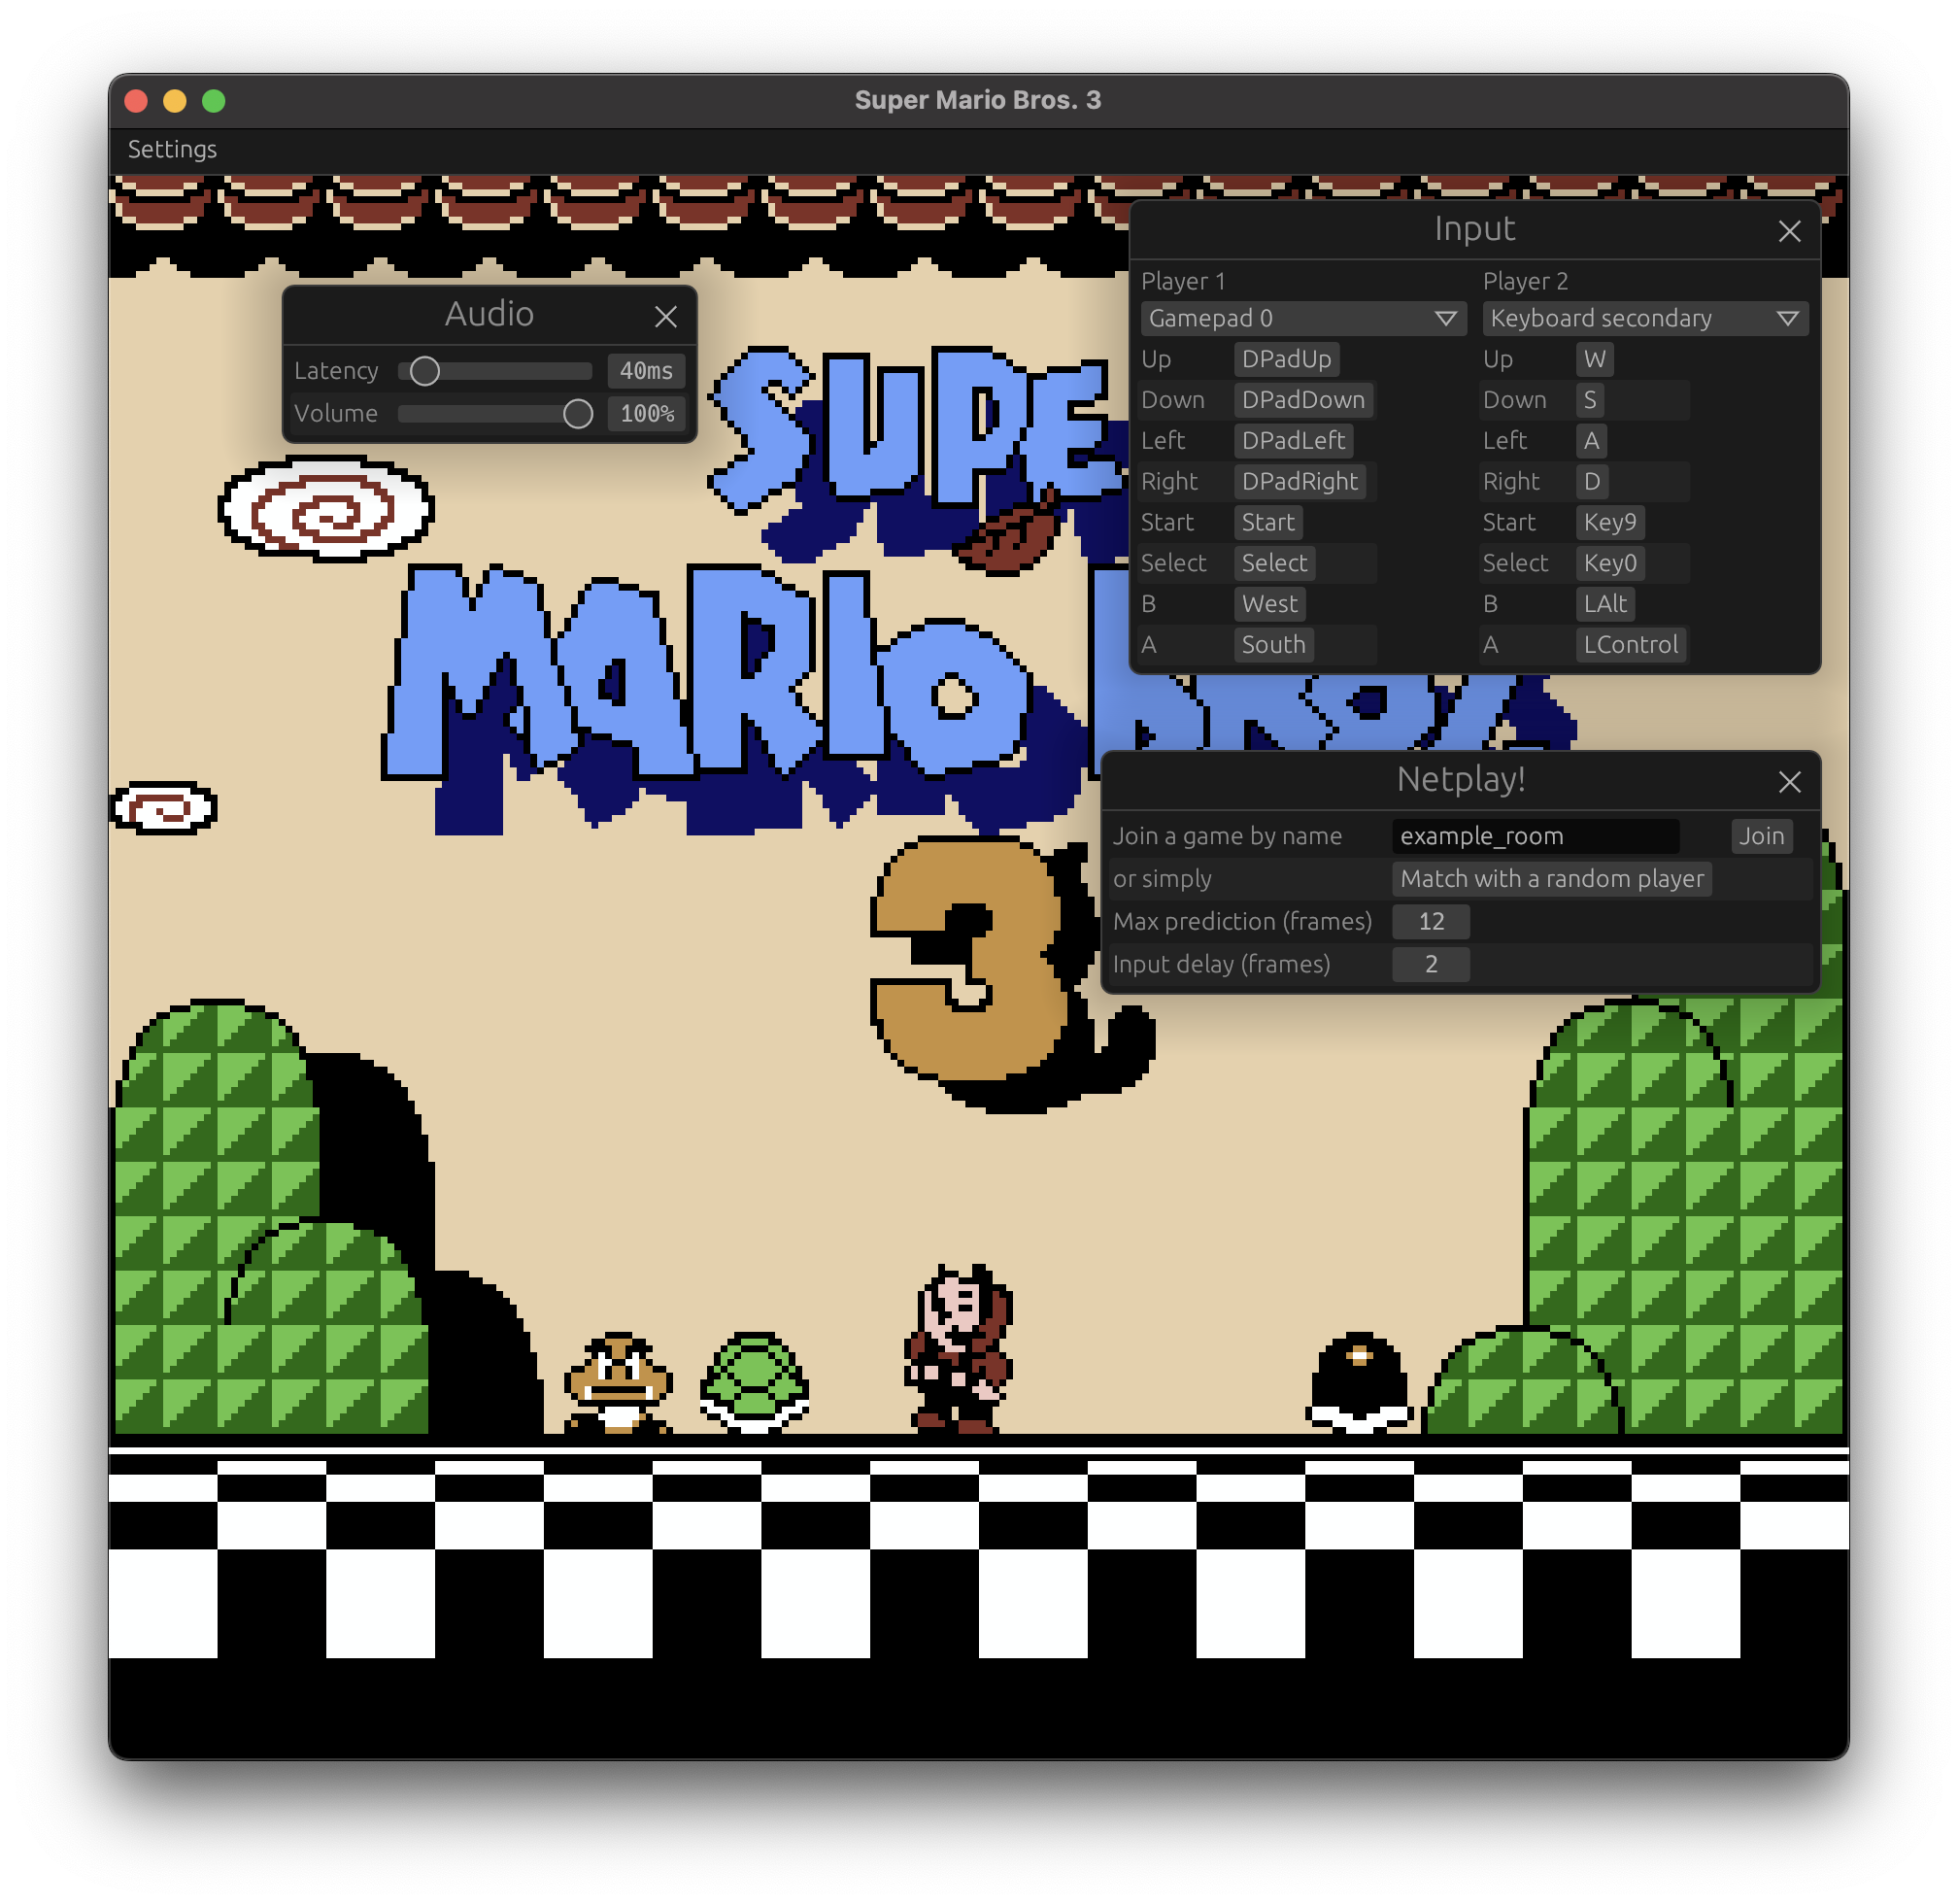 Super Mario Bros. 3
Settings
Audio
Latency 40ms
Volume 100%
Input
Player 1 Player 2
Gamepad 0 Keyboard secondary
Up DPadUp Up W
Down DPadDown Down S
Left DPadLeft Left A
Right DPadRight Right D
Start Start Start Key9
Select Select Select Key0
B West B LAlt
A South A LControl
SUPE
MARIO
3
Netplay!
Join a game by name example_room Join
or simply Match with a random player
Max prediction (frames) 12
Input delay (frames) 2